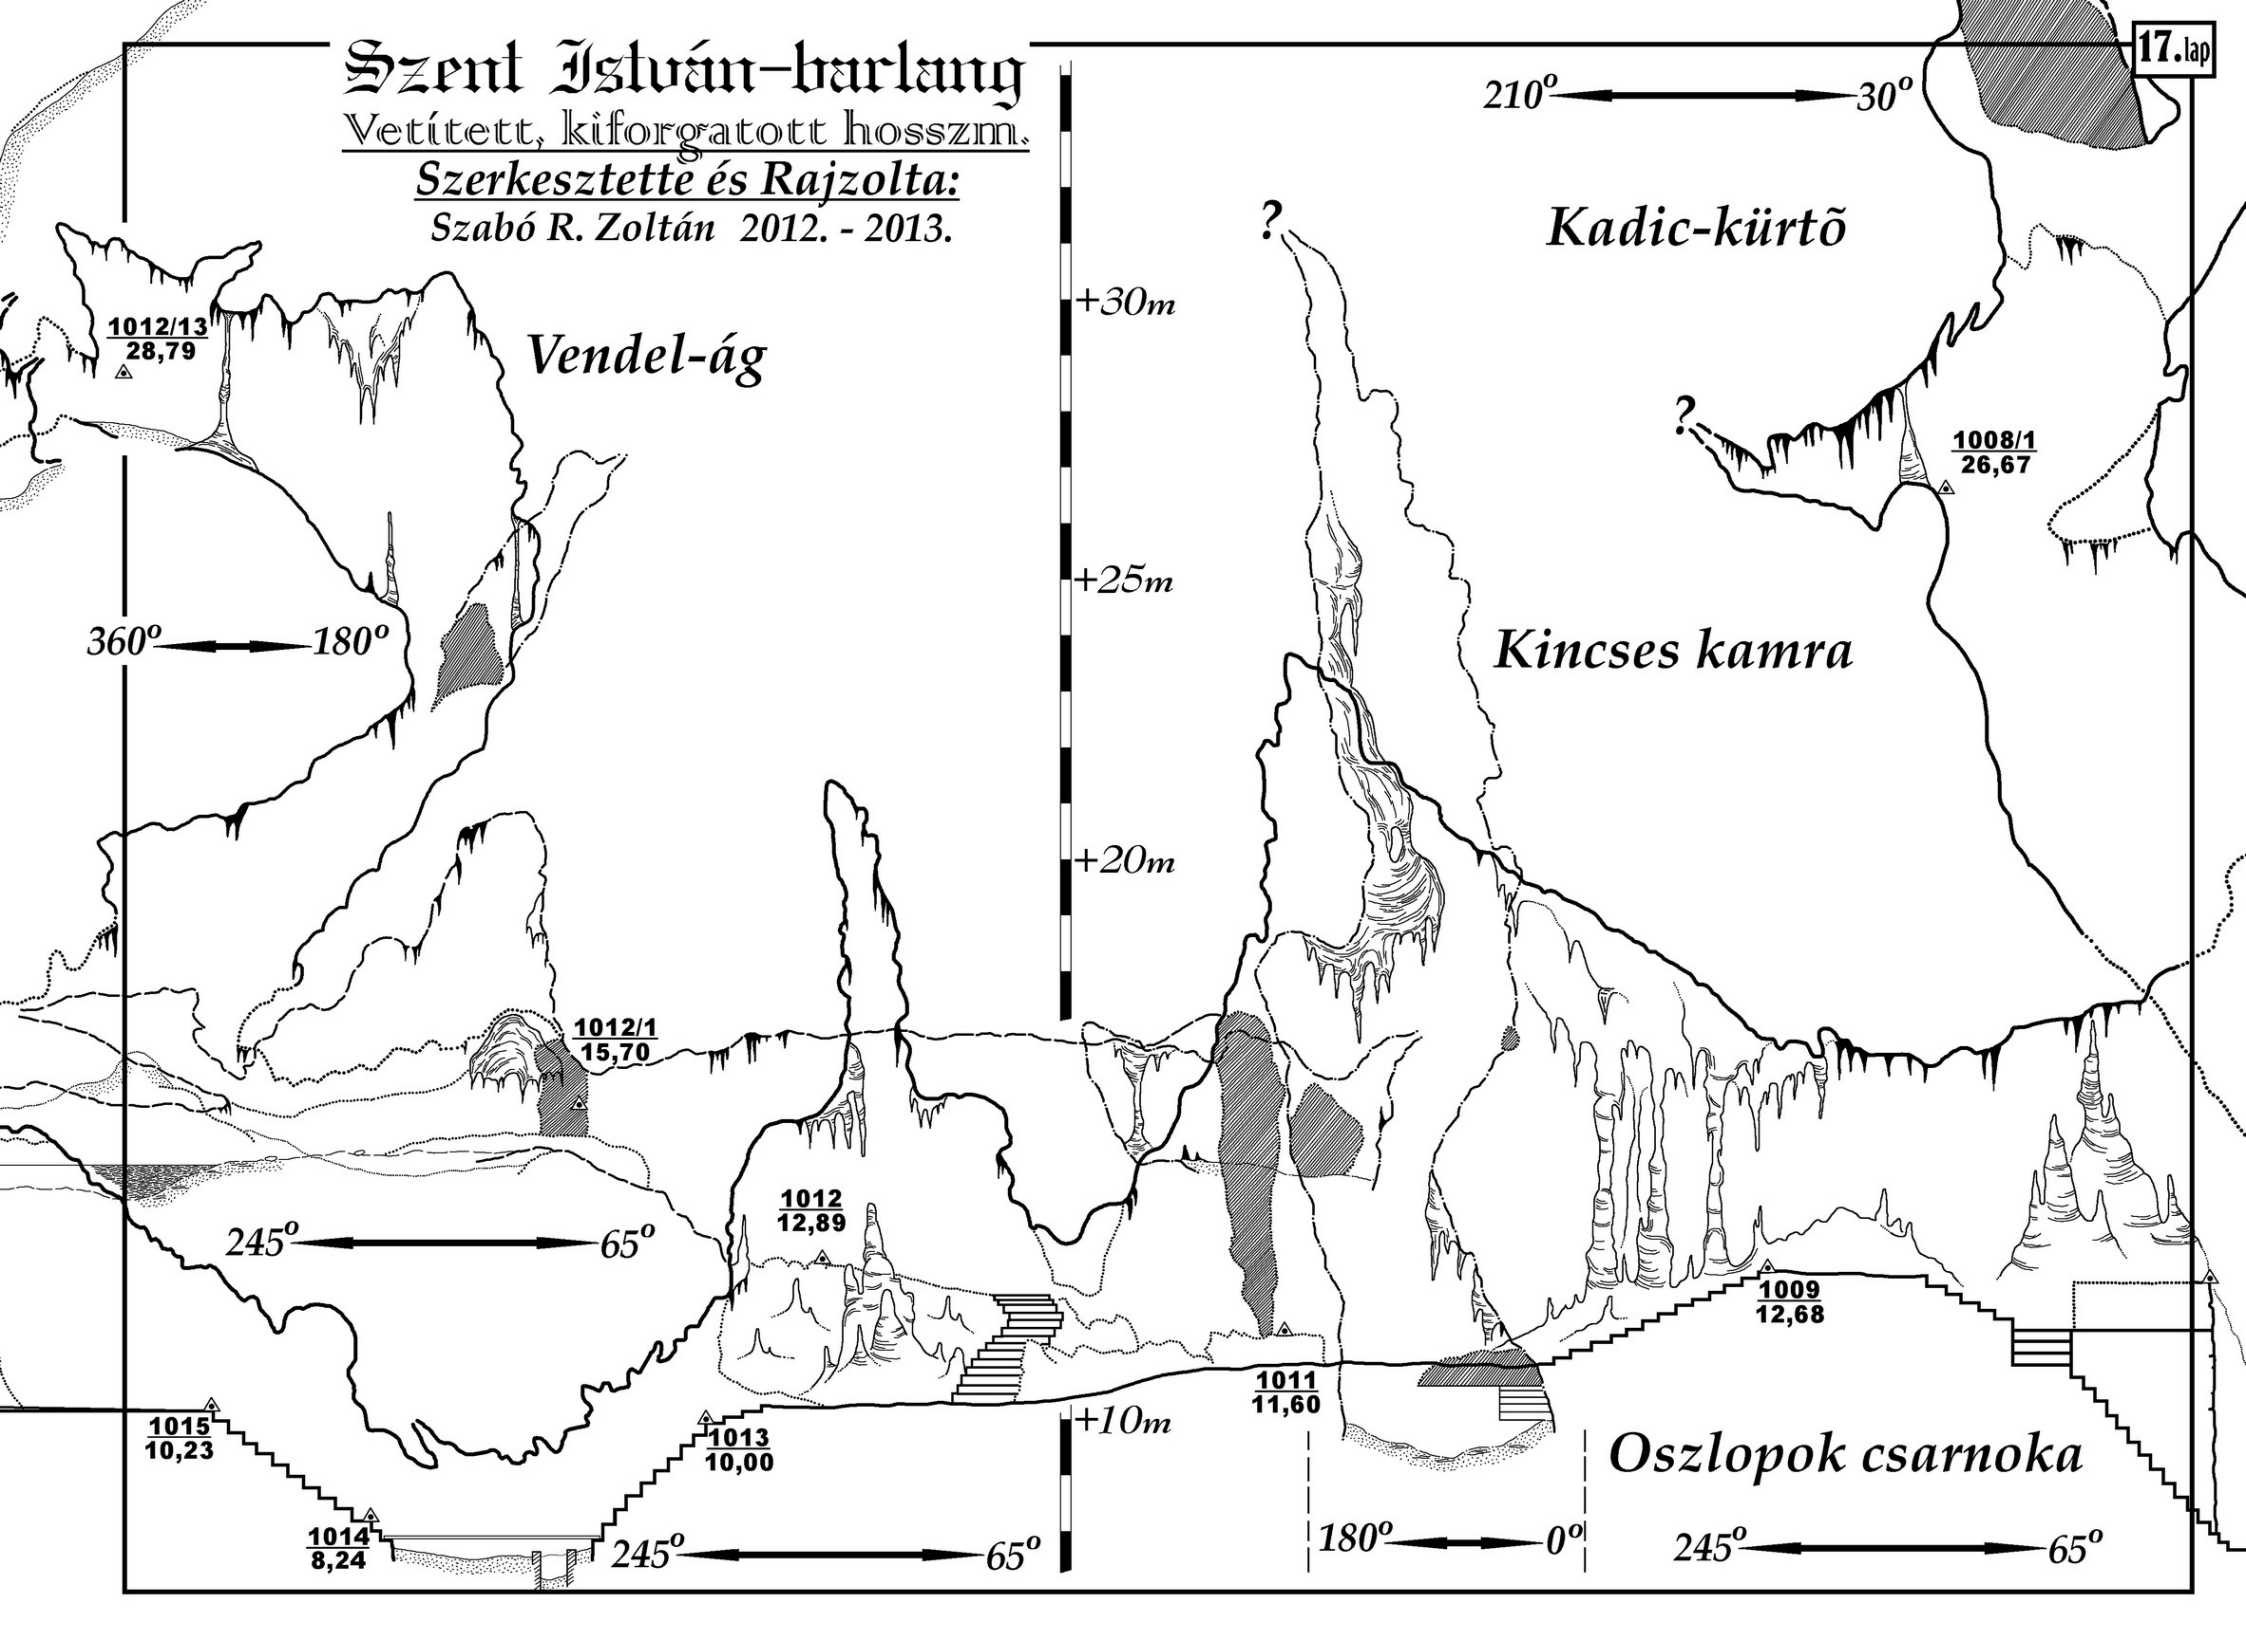 Szent István-barlang
Vetített, kiforgatott hosszm.
Szerkesztette és Rajzolta:
Szabó R. Zoltán 2012. - 2013.
17.lap
210° 30°
?
Kadic-kürtõ
+30m
1012/13
28,79
Vendel-ág
?
1008/1
26,67
+25m
360° 180°
Kincses kamra
+20m
1012/1
15,70
1012
12,89
245° 65°
1009
12,68
1011
11,60
+10m
1015
10,23
1013
10,00
Oszlopok csarnoka
1014
8,24
245° 65°
180° 0°
245° 65°